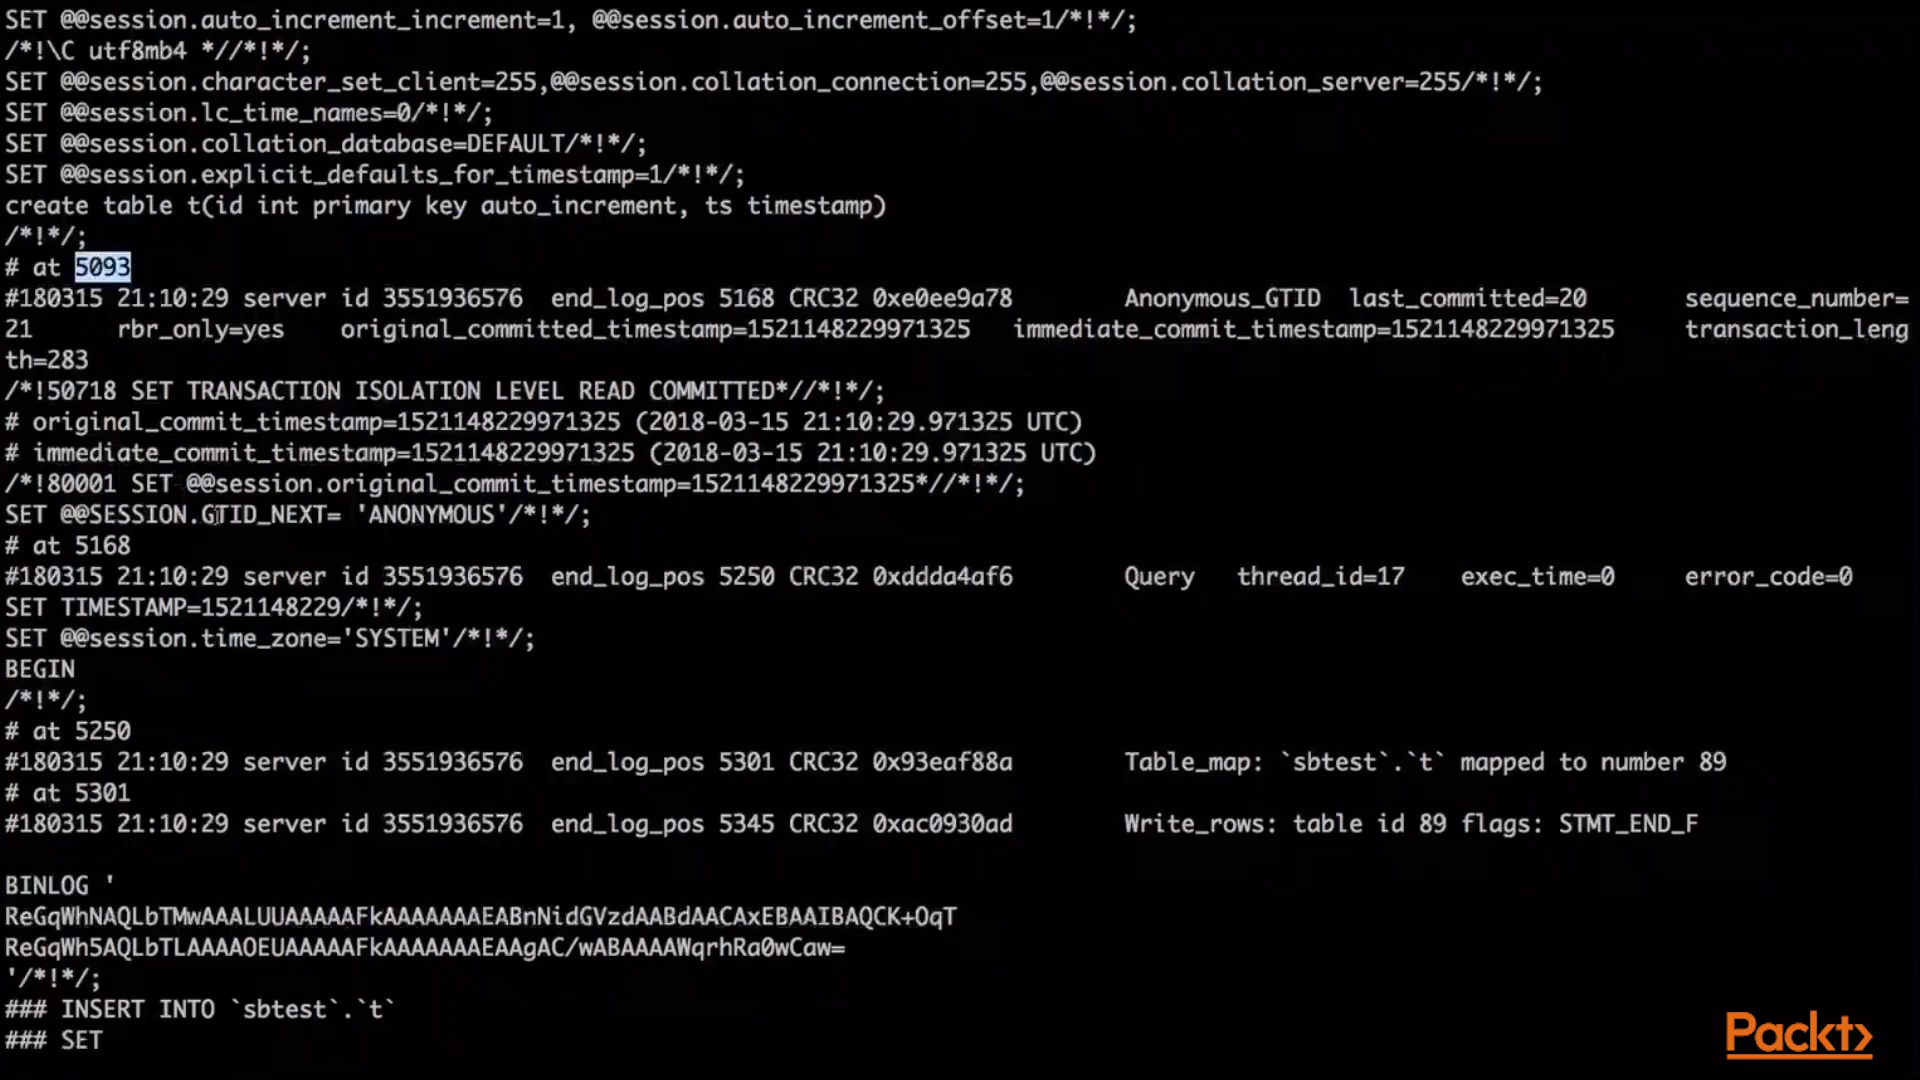 SET @@session.auto_increment_increment=1, @@session.auto_increment_offset=1/*!*/;
/*!\C utf8mb4 *//*!*/;
SET @@session.character_set_client=255,@@session.collation_connection=255,@@session.collation_server=255/*!*/;
SET @@session.lc_time_names=0/*!*/;
SET @@session.collation_database=DEFAULT/*!*/;
SET @@session.explicit_defaults_for_timestamp=1/*!*/;
create table t(id int primary key auto_increment, ts timestamp)
/*!*/;
# at 5093
#180315 21:10:29 server id 3551936576  end_log_pos 5168 CRC32 0xe0ee9a78        Anonymous_GTID  last_committed=20       sequence_number=
21      rbr_only=yes    original_committed_timestamp=1521148229971325   immediate_commit_timestamp=1521148229971325     transaction_leng
th=283
/*!50718 SET TRANSACTION ISOLATION LEVEL READ COMMITTED*//*!*/;
# original_commit_timestamp=1521148229971325 (2018-03-15 21:10:29.971325 UTC)
# immediate_commit_timestamp=1521148229971325 (2018-03-15 21:10:29.971325 UTC)
/*!80001 SET @@session.original_commit_timestamp=1521148229971325*//*!*/;
SET @@SESSION.GTID_NEXT= 'ANONYMOUS'/*!*/;
# at 5168
#180315 21:10:29 server id 3551936576  end_log_pos 5250 CRC32 0xddda4af6        Query   thread_id=17    exec_time=0     error_code=0
SET TIMESTAMP=1521148229/*!*/;
SET @@session.time_zone='SYSTEM'/*!*/;
BEGIN
/*!*/;
# at 5250
#180315 21:10:29 server id 3551936576  end_log_pos 5301 CRC32 0x93eaf88a        Table_map: `sbtest`.`t` mapped to number 89
# at 5301
#180315 21:10:29 server id 3551936576  end_log_pos 5345 CRC32 0xac0930ad        Write_rows: table id 89 flags: STMT_END_F
BINLOG '
ReGqWhNAQLbTMwAAALUUAAAAAFkAAAAAAAEABnNidGVzdAABdAACAxEBAAIBAQCK+OqT
ReGqWh5AQLbTLAAAAOEUAAAAAFkAAAAAAAEAAgAC/wABAAAAWqrhRa0wCaw=
'/*!*/;
### INSERT INTO `sbtest`.`t`
### SET
Packt>